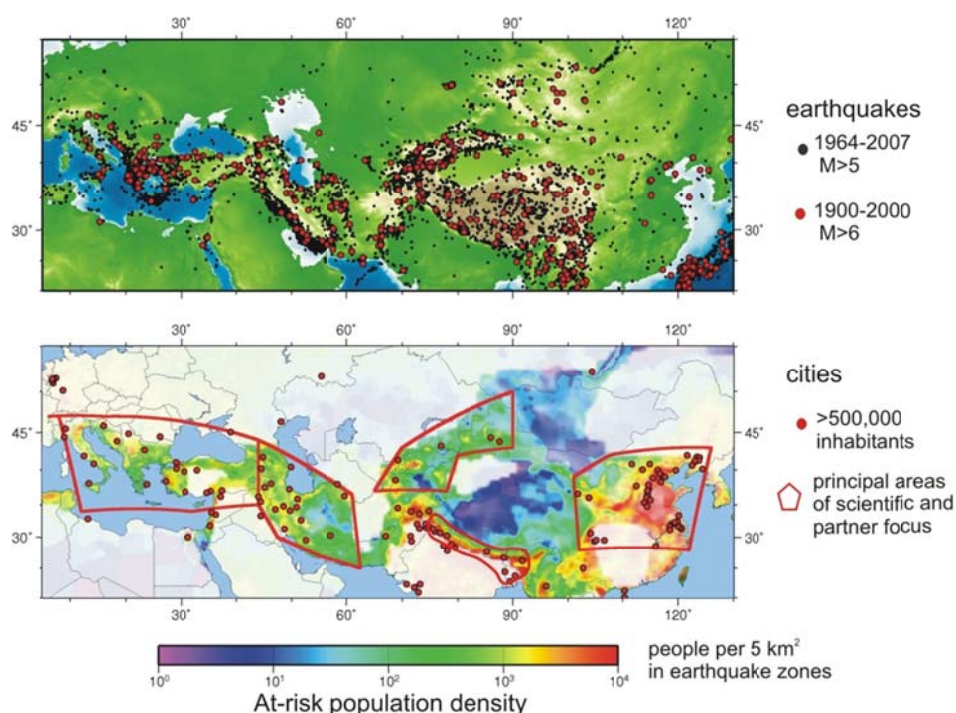 30° 60° 90° 120°
45° 45°
30° 30°
earthquakes
1964-2007
M>5
1900-2000
M>6
30° 60° 90° 120°
45° 45°
30° 30°
30° 60° 90° 120°
cities
>500,000
inhabitants
principal areas
of scientific and
partner focus
10⁰ 10¹ 10² 10³ 10⁴
people per 5 km²
in earthquake zones
At-risk population density